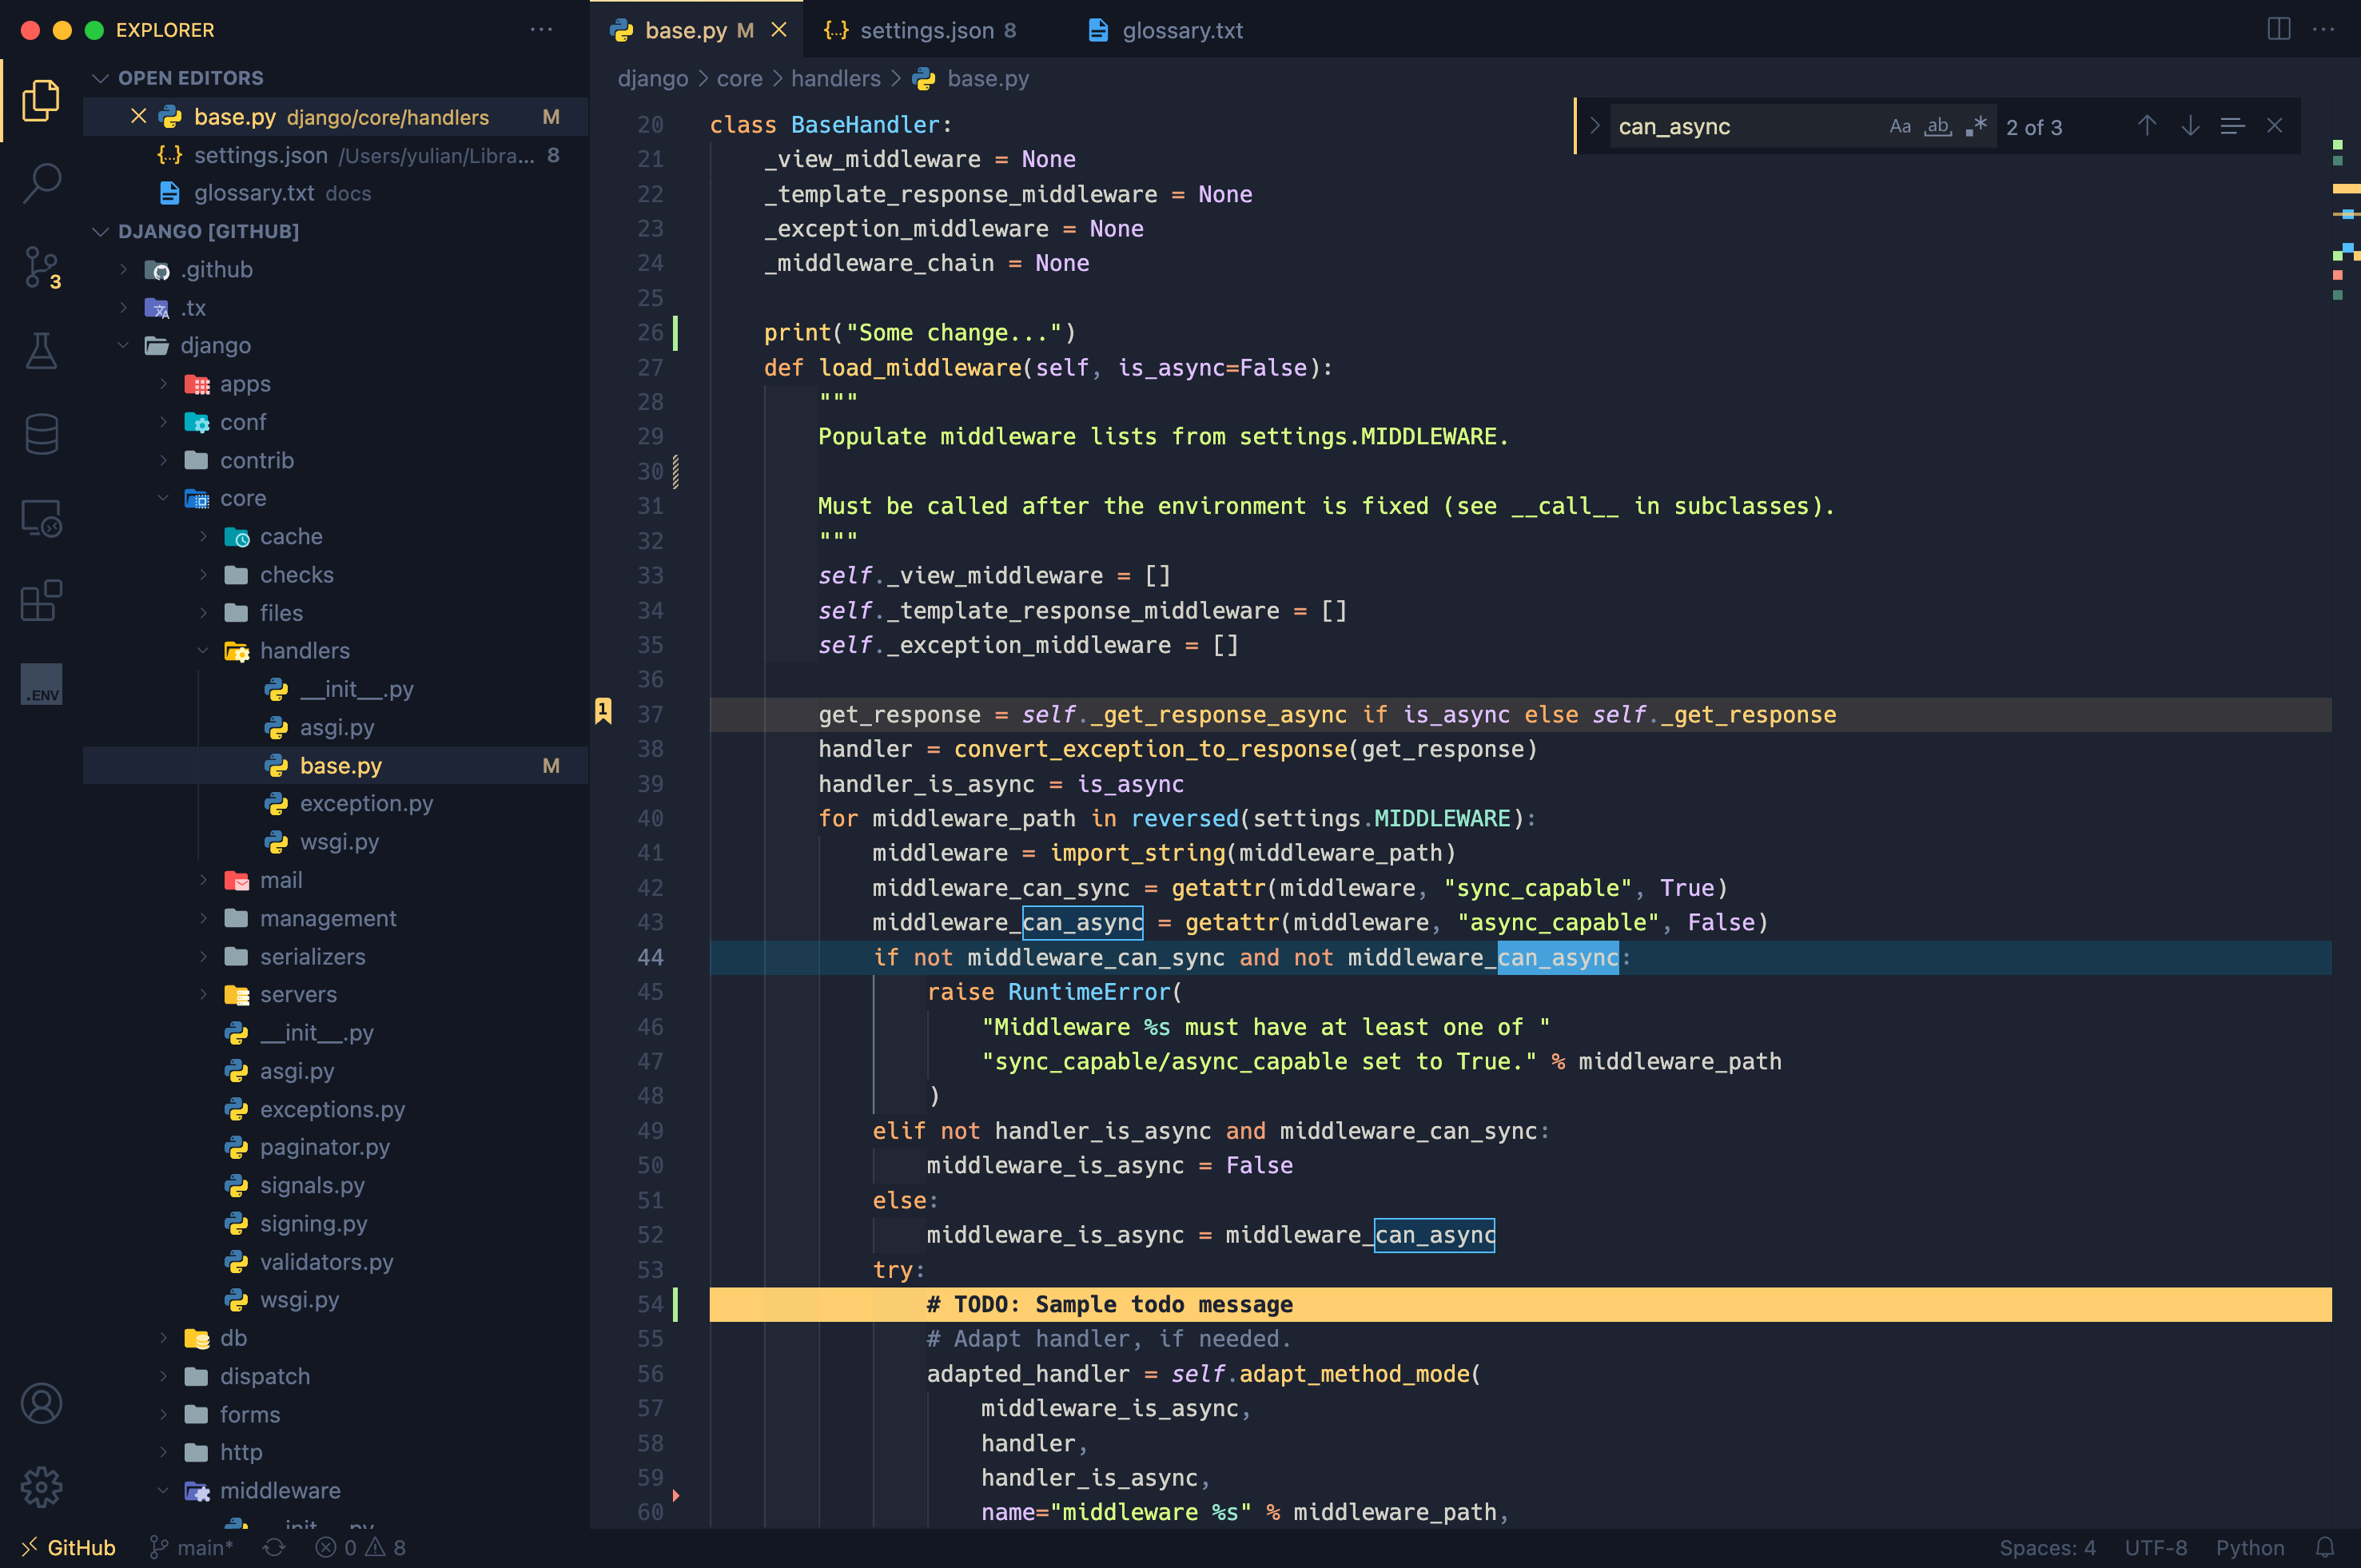 EXPLORER
OPEN EDITORS
base.py django/core/handlers M
settings.json /Users/yulian/Libra... 8
glossary.txt docs
DJANGO [GITHUB]
.github
.tx
django
apps
conf
contrib
core
cache
checks
files
handlers
__init__.py
asgi.py
base.py M
exception.py
wsgi.py
mail
management
serializers
servers
__init__.py
asgi.py
exceptions.py
paginator.py
signals.py
signing.py
validators.py
wsgi.py
db
dispatch
forms
http
middleware
__init__.py
3
.ENV
base.py M
settings.json 8
glossary.txt
django > core > handlers > base.py
can_async Aa ab .* 2 of 3
20 class BaseHandler:
21 _view_middleware = None
22 _template_response_middleware = None
23 _exception_middleware = None
24 _middleware_chain = None
25
26 print("Some change...")
27 def load_middleware(self, is_async=False):
28 """
29 Populate middleware lists from settings.MIDDLEWARE.
30
31 Must be called after the environment is fixed (see __call__ in subclasses).
32 """
33 self._view_middleware = []
34 self._template_response_middleware = []
35 self._exception_middleware = []
36
1 37 get_response = self._get_response_async if is_async else self._get_response
38 handler = convert_exception_to_response(get_response)
39 handler_is_async = is_async
40 for middleware_path in reversed(settings.MIDDLEWARE):
41 middleware = import_string(middleware_path)
42 middleware_can_sync = getattr(middleware, "sync_capable", True)
43 middleware_can_async = getattr(middleware, "async_capable", False)
44 if not middleware_can_sync and not middleware_can_async:
45 raise RuntimeError(
46 "Middleware %s must have at least one of "
47 "sync_capable/async_capable set to True." % middleware_path
48 )
49 elif not handler_is_async and middleware_can_sync:
50 middleware_is_async = False
51 else:
52 middleware_is_async = middleware_can_async
53 try:
54 # TODO: Sample todo message
55 # Adapt handler, if needed.
56 adapted_handler = self.adapt_method_mode(
57 middleware_is_async,
58 handler,
59 handler_is_async,
60 name="middleware %s" % middleware_path,
GitHub main* 0 8
Spaces: 4 UTF-8 Python